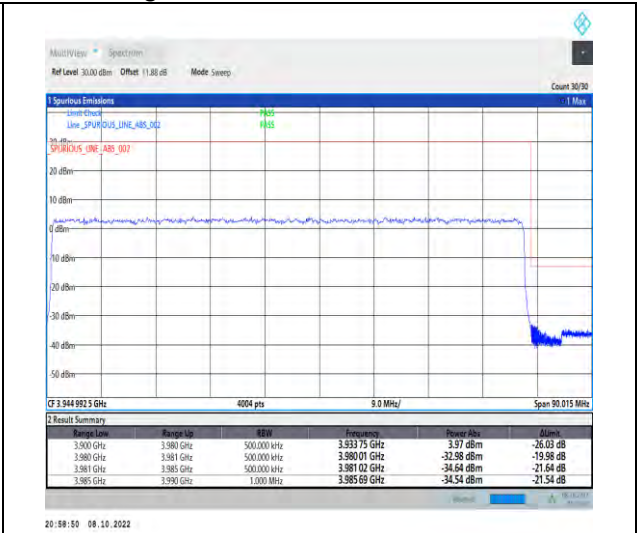 MultiView Spectrum
Ref Level 30.00 dBm Offset 11.88 dB Mode Sweep
Count 30/30
1 Spurious Emissions 1 Max
Limit Check PASS
Line _SPURIOUS_LINE_ABS_002 PASS
_SPURIOUS_LINE_ABS_002
20 dBm
10 dBm
0 dBm
-10 dBm
-20 dBm
-30 dBm
-40 dBm
-50 dBm
CF 3.944 992 5 GHz 4004 pts 9.0 MHz/ Span 90.015 MHz
2 Result Summary
Range Low Range Up RBW Frequency Power Abs ΔLimit
3.900 GHz 3.980 GHz 500.000 kHz 3.933 75 GHz 3.97 dBm -26.03 dB
3.980 GHz 3.981 GHz 500.000 kHz 3.980 01 GHz -32.98 dBm -19.98 dB
3.981 GHz 3.985 GHz 500.000 kHz 3.981 02 GHz -34.64 dBm -21.64 dB
3.985 GHz 3.990 GHz 1.000 MHz 3.985 69 GHz -34.54 dBm -21.54 dB
20:58:50 08.10.2022